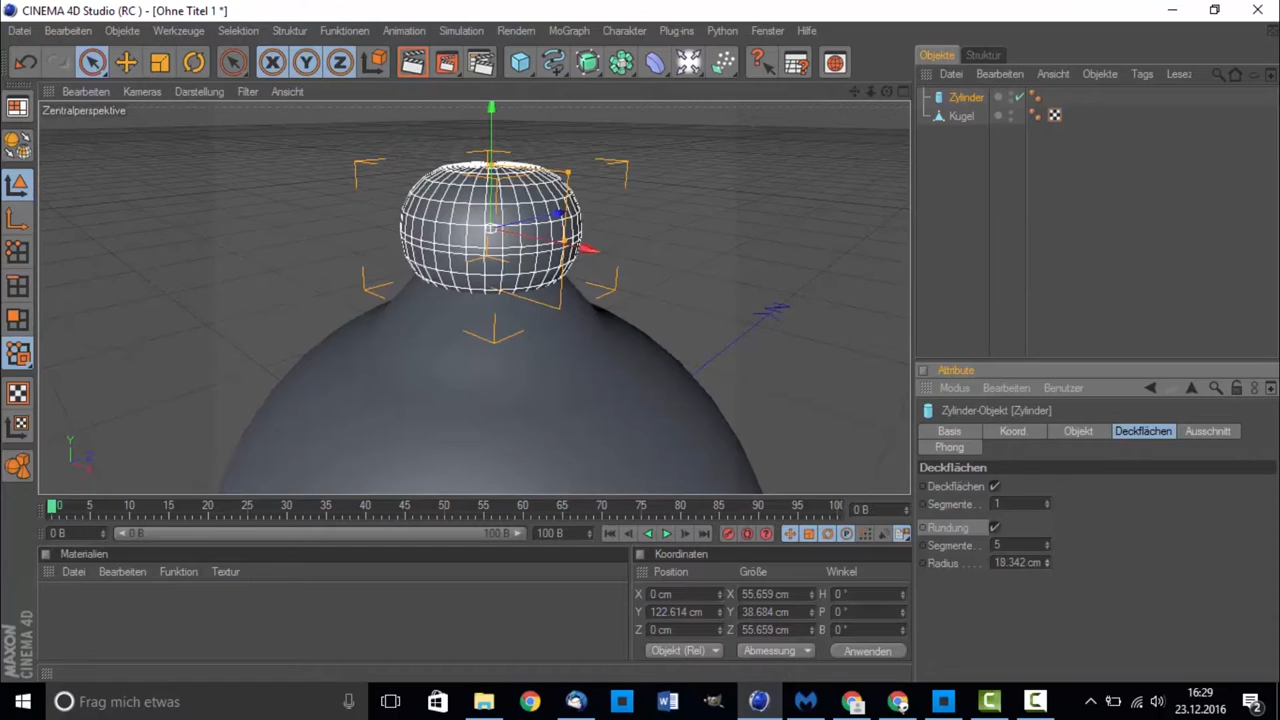 CINEMA 4D Studio (RC ) - [Ohne Titel 1 *]
Datei Bearbeiten Objekte Werkzeuge Selektion Struktur Funktionen Animation Simulation Rendern MoGraph Charakter Plug-ins Python Fenster Hilfe
X Y Z
Objekte Struktur
Datei Bearbeiten Ansicht Objekte Tags Lesez
Bearbeiten Kameras Darstellung Filter Ansicht
Zentralperspektive
Zylinder
Kugel
Attribute
Modus Bearbeiten Benutzer
Zylinder-Objekt [Zylinder]
Basis Koord. Objekt Deckflächen Ausschnitt
Phong
Deckflächen
Deckflächen
Segmente. . 1
Rundung
Segmente. . 5
Radius . . . . 18.342 cm
Y
Z
X
0 5 10 15 20 25 30 35 40 45 50 55 60 65 70 75 80 85 90 95 100 0 B
0 B 0 B 100 B 100 B
Materialien
Datei Bearbeiten Funktion Textur
Koordinaten
Position Größe Winkel
X 0 cm X 55.659 cm H 0 °
Y 122.614 cm Y 38.684 cm P 0 °
Z 0 cm Z 55.659 cm B 0 °
Objekt (Rel) Abmessung Anwenden
MAXON
CINEMA 4D
Frag mich etwas
16:29
23.12.2016
2